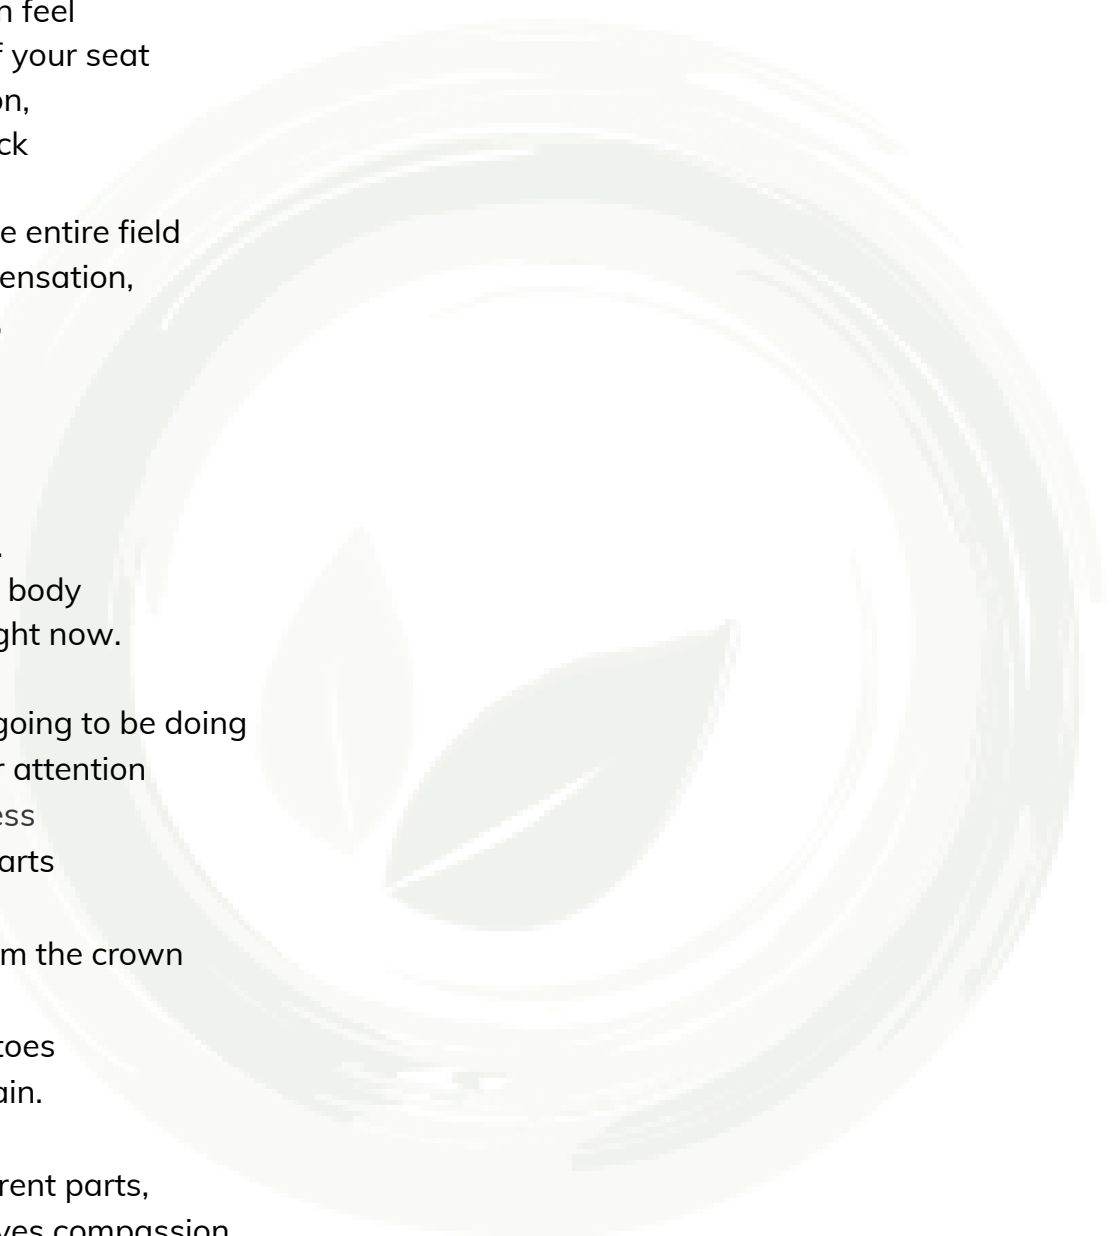 n feel
f your seat
on,
ck
e entire field
ensation,
,
.
body
ght now.
going to be doing
r attention
ess
arts
m the crown
toes
ain.
rent parts,
ves compassion